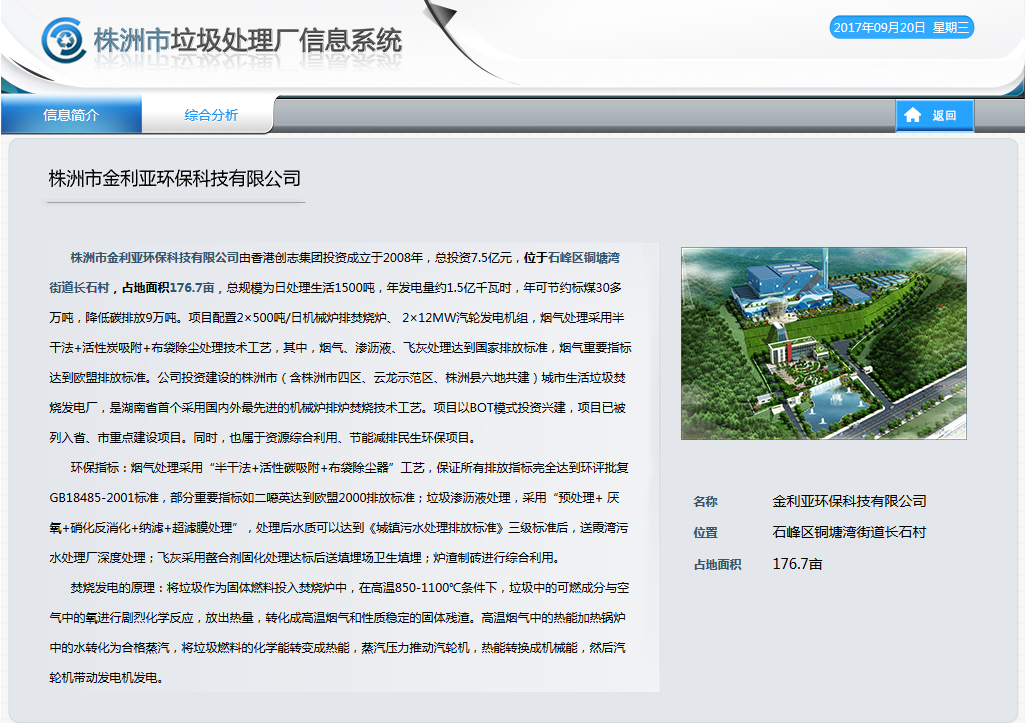 株洲市垃圾处理厂信息系统
2017年09月20日 星期三
信息简介
综合分析
返回
株洲市金利亚环保科技有限公司
株洲市金利亚环保科技有限公司由香港创志集团投资成立于2008年，总投资7.5亿元，位于石峰区铜塘湾
街道长石村，占地面积176.7亩，总规模为日处理生活1500吨，年发电量约1.5亿千瓦时，年可节约标煤30多
万吨，降低碳排放9万吨。项目配置2×500吨/日机械炉排焚烧炉、 2×12MW汽轮发电机组，烟气处理采用半
干法+活性炭吸附+布袋除尘处理技术工艺，其中，烟气、渗沥液、飞灰处理达到国家排放标准，烟气重要指标
达到欧盟排放标准。公司投资建设的株洲市（含株洲市四区、云龙示范区、株洲县六地共建）城市生活垃圾焚
烧发电厂，是湖南省首个采用国内外最先进的机械炉排炉焚烧技术工艺。项目以BOT模式投资兴建，项目已被
列入省、市重点建设项目。同时，也属于资源综合利用、节能减排民生环保项目。
环保指标：烟气处理采用“半干法+活性碳吸附+布袋除尘器”工艺，保证所有排放指标完全达到环评批复
GB18485-2001标准，部分重要指标如二噁英达到欧盟2000排放标准；垃圾渗沥液处理，采用“预处理+ 厌
氧+硝化反消化+纳滤+超滤膜处理”，处理后水质可以达到《城镇污水处理排放标准》三级标准后，送霞湾污
水处理厂深度处理；飞灰采用螯合剂固化处理达标后送填埋场卫生填埋；炉渣制砖进行综合利用。
焚烧发电的原理：将垃圾作为固体燃料投入焚烧炉中，在高温850-1100℃条件下，垃圾中的可燃成分与空
气中的氧进行剧烈化学反应，放出热量，转化成高温烟气和性质稳定的固体残渣。高温烟气中的热能加热锅炉
中的水转化为合格蒸汽，将垃圾燃料的化学能转变成热能，蒸汽压力推动汽轮机，热能转换成机械能，然后汽
轮机带动发电机发电。
名称 金利亚环保科技有限公司
位置 石峰区铜塘湾街道长石村
占地面积 176.7亩